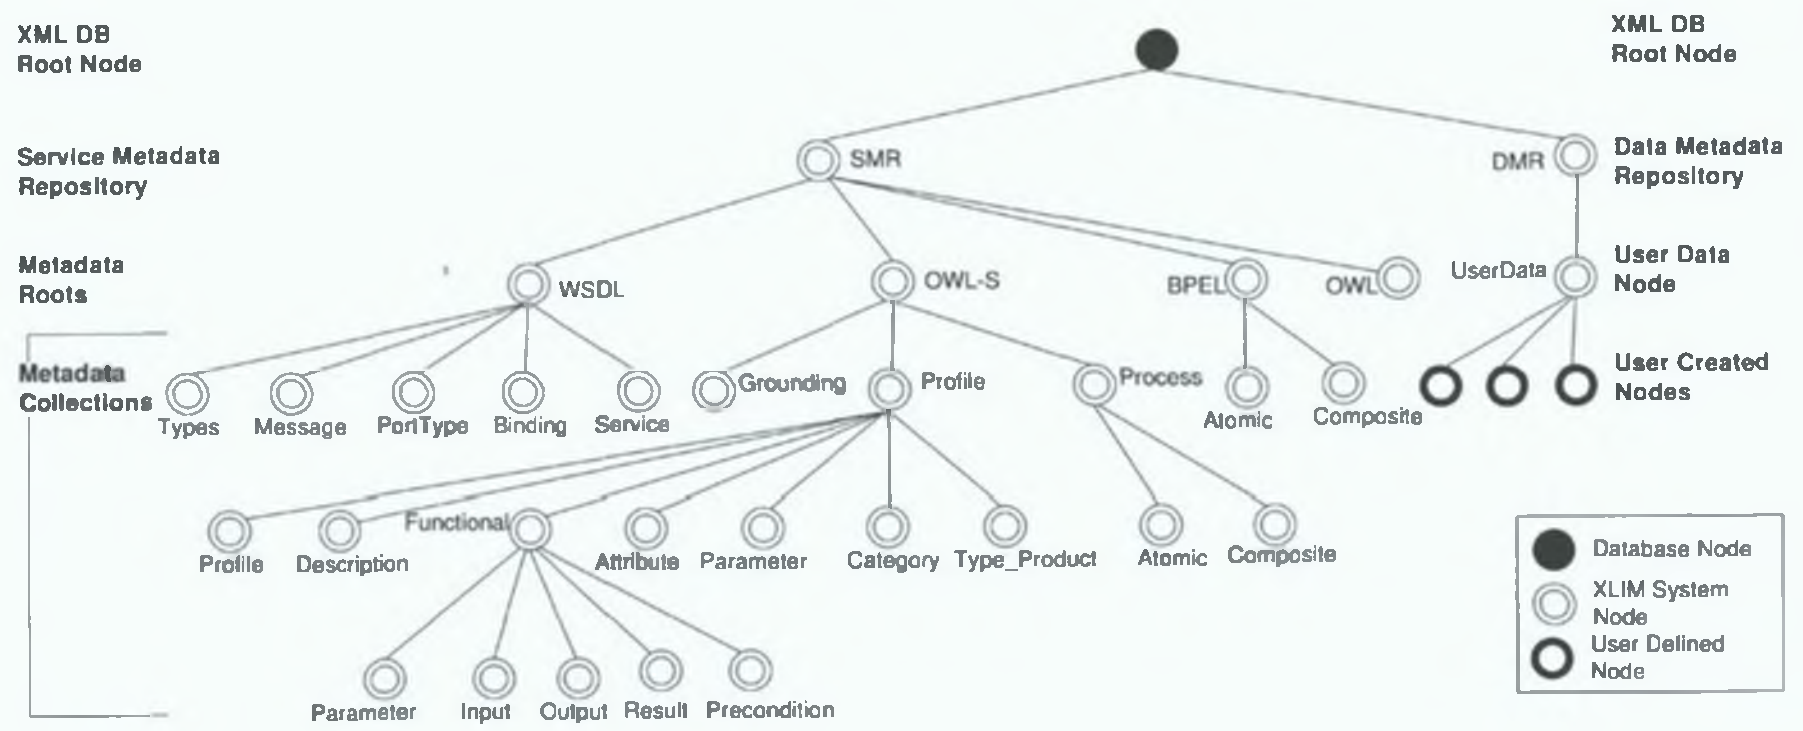 XML DB
Root Node
XML DB
Root Node
Service Metadata
Repository
SMR
DMR
Data Metadata
Repository
Metadata
Roots
WSDL
OWL-S
BPEL
OWL
UserData
User Data
Node
Metadata
Collections
Types
Message
PortType
Binding
Service
Grounding
Profile
Process
Atomic
Composite
User Created
Nodes
Profile
Description
Functional
Attribute
Parameter
Category
Type_Product
Atomic
Composite
Parameter
Input
Output
Result
Precondition
Database Node
XLIM System
Node
User Defined
Node